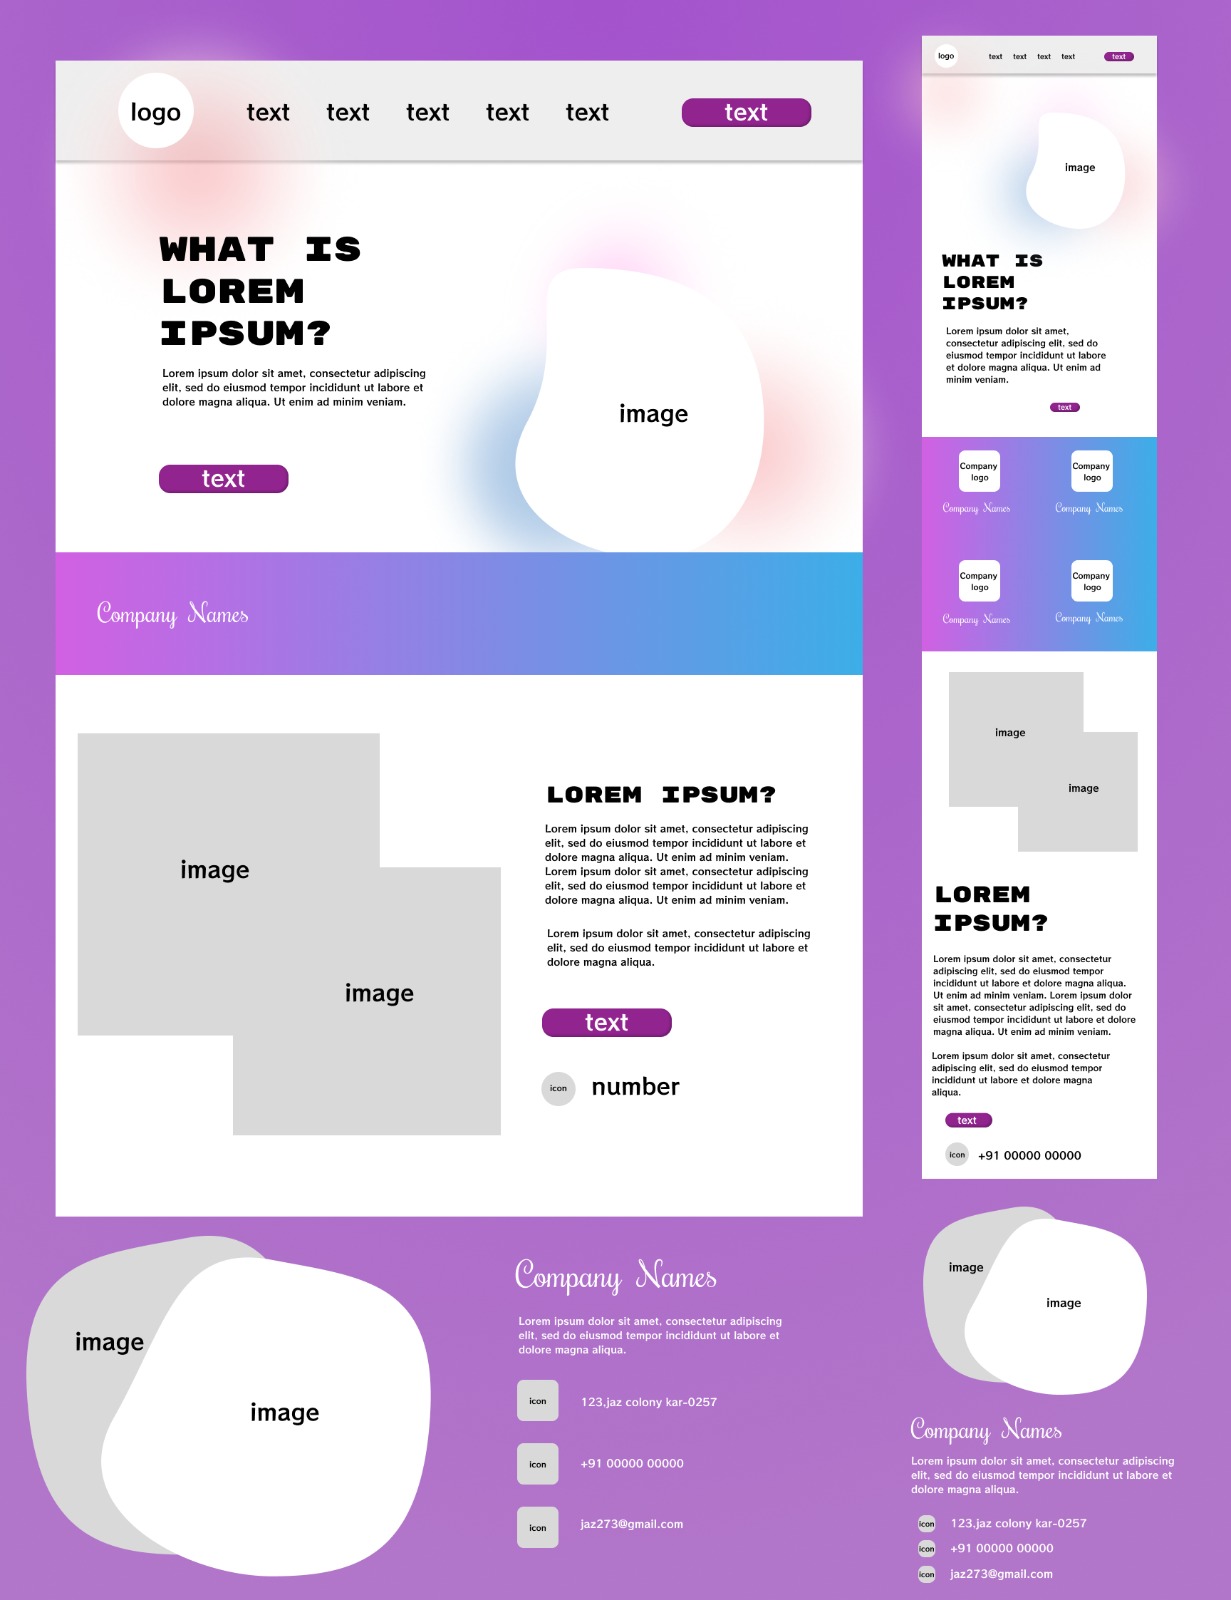 logo
text text text text text
text
WHAT IS
LOREM
IPSUM?
Lorem ipsum dolor sit amet, consectetur adipiscing
elit, sed do eiusmod tempor incididunt ut labore et
dolore magna aliqua. Ut enim ad minim veniam.
text
image
Company Names
image
image
LOREM IPSUM?
Lorem ipsum dolor sit amet, consectetur adipiscing
elit, sed do eiusmod tempor incididunt ut labore et
dolore magna aliqua. Ut enim ad minim veniam.
Lorem ipsum dolor sit amet, consectetur adipiscing
elit, sed do eiusmod tempor incididunt ut labore et
dolore magna aliqua. Ut enim ad minim veniam.
Lorem ipsum dolor sit amet, consectetur adipiscing
elit, sed do eiusmod tempor incididunt ut labore et
dolore magna aliqua.
text
icon number
image
image
Company Names
Lorem ipsum dolor sit amet, consectetur adipiscing
elit, sed do eiusmod tempor incididunt ut labore et
dolore magna aliqua.
icon 123,jaz colony kar-0257
icon +91 00000 00000
icon jaz273@gmail.com
logo
text text text text
text
image
WHAT IS
LOREM
IPSUM?
Lorem ipsum dolor sit amet,
consectetur adipiscing elit, sed do
eiusmod tempor incididunt ut labore
et dolore magna aliqua. Ut enim ad
minim veniam.
text
Company
logo
Company Names
Company
logo
Company Names
Company
logo
Company Names
Company
logo
Company Names
image
image
LOREM
IPSUM?
Lorem ipsum dolor sit amet, consectetur
adipiscing elit, sed do eiusmod tempor
incididunt ut labore et dolore magna aliqua.
Ut enim ad minim veniam. Lorem ipsum dolor
sit amet, consectetur adipiscing elit, sed do
eiusmod tempor incididunt ut labore et dolore
magna aliqua. Ut enim ad minim veniam.
Lorem ipsum dolor sit amet, consectetur
adipiscing elit, sed do eiusmod tempor
incididunt ut labore et dolore magna
aliqua.
text
icon +91 00000 00000
image
image
Company Names
Lorem ipsum dolor sit amet, consectetur adipiscing
elit, sed do eiusmod tempor incididunt ut labore et
dolore magna aliqua.
icon 123,jaz colony kar-0257
icon +91 00000 00000
icon jaz273@gmail.com